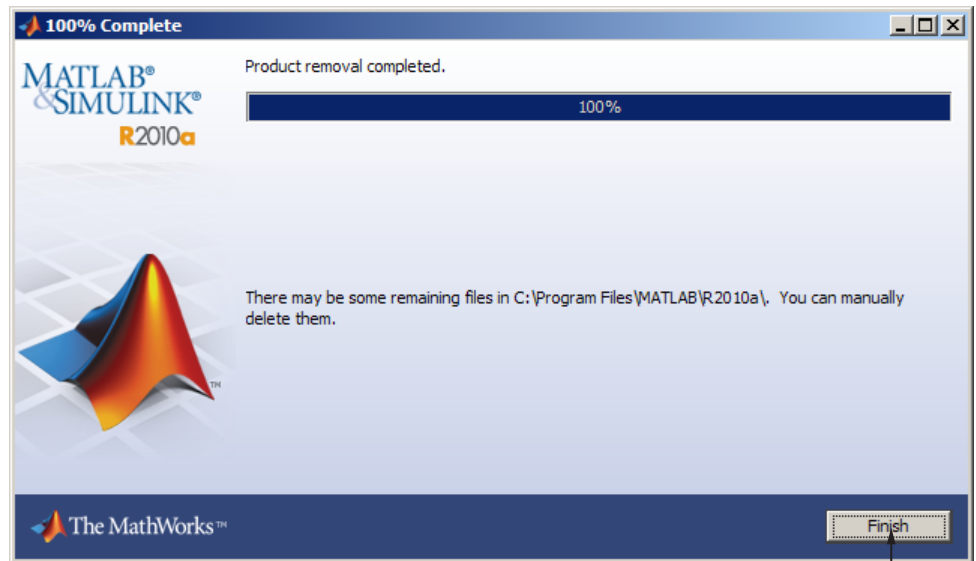 100% Complete
MATLAB®
&SIMULINK®
R2010a
Product removal completed.
100%
There may be some remaining files in C:\Program Files\MATLAB\R2010a\. You can manually
delete them.
TM
The MathWorks™
Finish